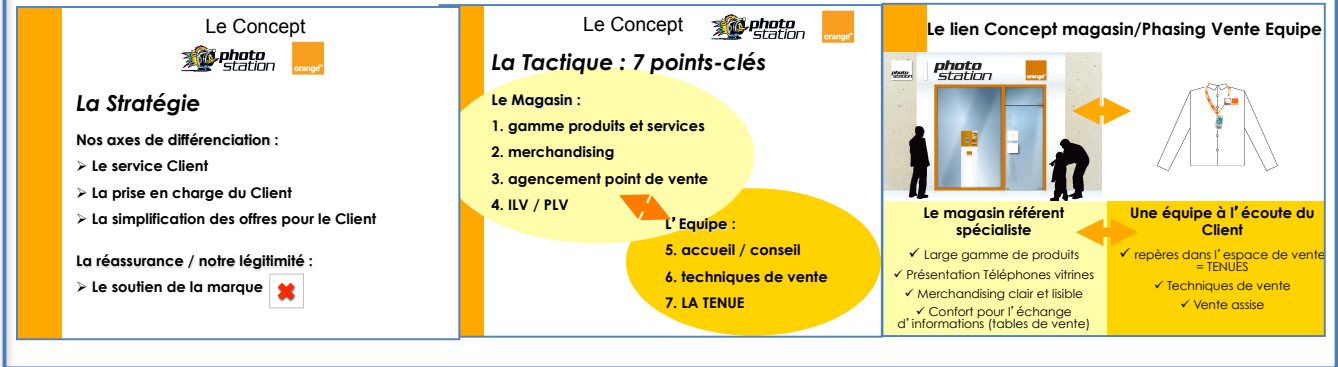 Le Concept
photo
station
orange™
La Stratégie
Nos axes de différenciation :
➢ Le service Client
➢ La prise en charge du Client
➢ La simplification des offres pour le Client
La réassurance / notre légitimité :
➢ Le soutien de la marque
Le Concept
photo
station
orange™
La Tactique : 7 points-clés
Le Magasin :
1. gamme produits et services
2. merchandising
3. agencement point de vente
4. ILV / PLV
L’ Equipe :
5. accueil / conseil
6. techniques de vente
7. LA TENUE
Le lien Concept magasin/Phasing Vente Equipe
photo
station
photo
station
orange™
Le magasin référent
spécialiste
✓ Large gamme de produits
✓ Présentation Téléphones vitrines
✓ Merchandising clair et lisible
✓ Confort pour l’ échange
d’ informations (tables de vente)
Une équipe à l’ écoute du
Client
✓ repères dans l’ espace de vente
= TENUES
✓ Techniques de vente
✓ Vente assise